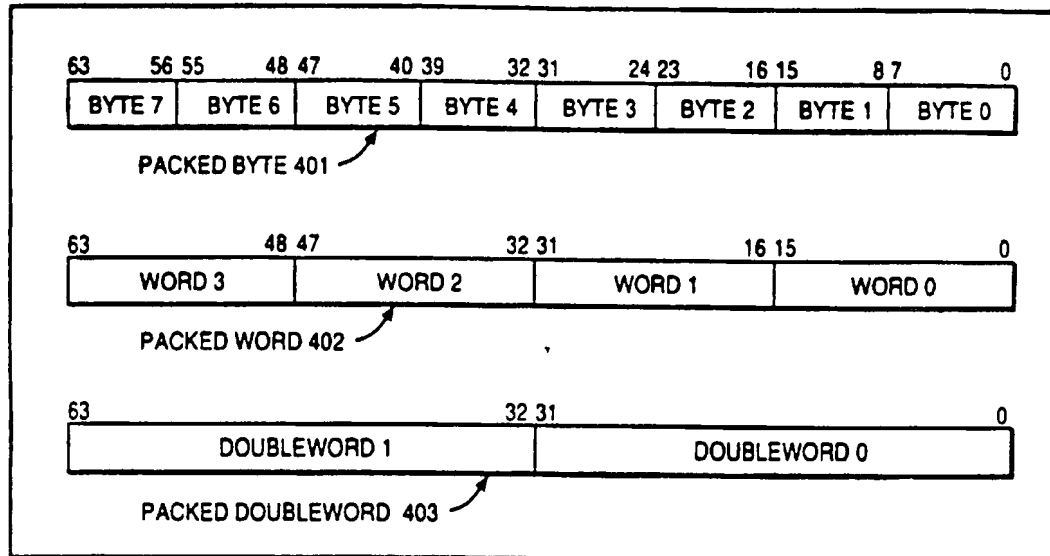 63 56 55 48 47 40 39 32 31 24 23 16 15 8 7 0
BYTE 7 BYTE 6 BYTE 5 BYTE 4 BYTE 3 BYTE 2 BYTE 1 BYTE 0
PACKED BYTE 401
63 48 47 32 31 16 15 0
WORD 3 WORD 2 WORD 1 WORD 0
PACKED WORD 402
63 32 31 0
DOUBLEWORD 1 DOUBLEWORD 0
PACKED DOUBLEWORD 403